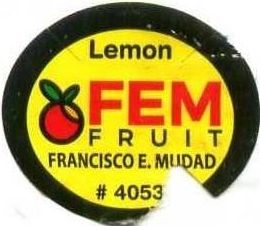 Lemon
FEM
FRUIT
FRANCISCO E. MUDAD
# 4053